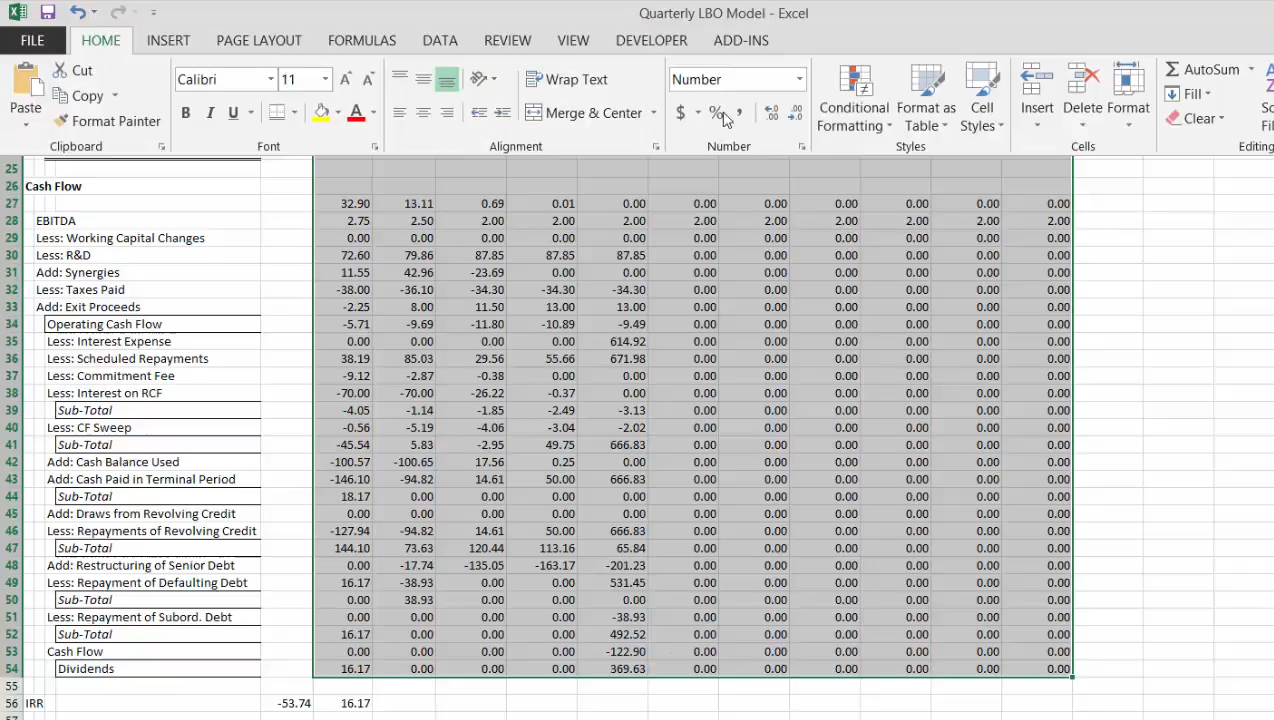 Quarterly LBO Model - Excel
FILE HOME INSERT PAGE LAYOUT FORMULAS DATA REVIEW VIEW DEVELOPER ADD-INS
Paste Cut Copy Format Painter
Calibri 11 A A
B I U A
Wrap Text
Merge & Center
Number
$ % ,
Conditional Formatting
Format as Table
Cell Styles
Insert Delete Format
AutoSum
Fill
Clear
Clipboard Font Alignment Number Styles Cells Editing
25
26 Cash Flow
27 32.90 13.11 0.69 0.01 0.00 0.00 0.00 0.00 0.00 0.00 0.00
28 EBITDA 2.75 2.50 2.00 2.00 2.00 2.00 2.00 2.00 2.00 2.00 2.00
29 Less: Working Capital Changes 0.00 0.00 0.00 0.00 0.00 0.00 0.00 0.00 0.00 0.00 0.00
30 Less: R&D 72.60 79.86 87.85 87.85 87.85 0.00 0.00 0.00 0.00 0.00 0.00
31 Add: Synergies 11.55 42.96 -23.69 0.00 0.00 0.00 0.00 0.00 0.00 0.00 0.00
32 Less: Taxes Paid -38.00 -36.10 -34.30 -34.30 -34.30 0.00 0.00 0.00 0.00 0.00 0.00
33 Add: Exit Proceeds -2.25 8.00 11.50 13.00 13.00 0.00 0.00 0.00 0.00 0.00 0.00
34 Operating Cash Flow -5.71 -9.69 -11.80 -10.89 -9.49 0.00 0.00 0.00 0.00 0.00 0.00
35 Less: Interest Expense 0.00 0.00 0.00 0.00 614.92 0.00 0.00 0.00 0.00 0.00 0.00
36 Less: Scheduled Repayments 38.19 85.03 29.56 55.66 671.98 0.00 0.00 0.00 0.00 0.00 0.00
37 Less: Commitment Fee -9.12 -2.87 -0.38 0.00 0.00 0.00 0.00 0.00 0.00 0.00 0.00
38 Less: Interest on RCF -70.00 -70.00 -26.22 -0.37 0.00 0.00 0.00 0.00 0.00 0.00 0.00
39 Sub-Total -4.05 -1.14 -1.85 -2.49 -3.13 0.00 0.00 0.00 0.00 0.00 0.00
40 Less: CF Sweep -0.56 -5.19 -4.06 -3.04 -2.02 0.00 0.00 0.00 0.00 0.00 0.00
41 Sub-Total -45.54 5.83 -2.95 49.75 666.83 0.00 0.00 0.00 0.00 0.00 0.00
42 Add: Cash Balance Used -100.57 -100.65 17.56 0.25 0.00 0.00 0.00 0.00 0.00 0.00 0.00
43 Add: Cash Paid in Terminal Period -146.10 -94.82 14.61 50.00 666.83 0.00 0.00 0.00 0.00 0.00 0.00
44 Sub-Total 18.17 0.00 0.00 0.00 0.00 0.00 0.00 0.00 0.00 0.00 0.00
45 Add: Draws from Revolving Credit 0.00 0.00 0.00 0.00 0.00 0.00 0.00 0.00 0.00 0.00 0.00
46 Less: Repayments of Revolving Credit -127.94 -94.82 14.61 50.00 666.83 0.00 0.00 0.00 0.00 0.00 0.00
47 Sub-Total 144.10 73.63 120.44 113.16 65.84 0.00 0.00 0.00 0.00 0.00 0.00
48 Add: Restructuring of Senior Debt 0.00 -17.74 -135.05 -163.17 -201.23 0.00 0.00 0.00 0.00 0.00 0.00
49 Less: Repayment of Defaulting Debt 16.17 -38.93 0.00 0.00 531.45 0.00 0.00 0.00 0.00 0.00 0.00
50 Sub-Total 0.00 38.93 0.00 0.00 0.00 0.00 0.00 0.00 0.00 0.00 0.00
51 Less: Repayment of Subord. Debt 0.00 0.00 0.00 0.00 -38.93 0.00 0.00 0.00 0.00 0.00 0.00
52 Sub-Total 16.17 0.00 0.00 0.00 492.52 0.00 0.00 0.00 0.00 0.00 0.00
53 Cash Flow 0.00 0.00 0.00 0.00 -122.90 0.00 0.00 0.00 0.00 0.00 0.00
54 Dividends 16.17 0.00 0.00 0.00 369.63 0.00 0.00 0.00 0.00 0.00 0.00
55
56 IRR -53.74 16.17